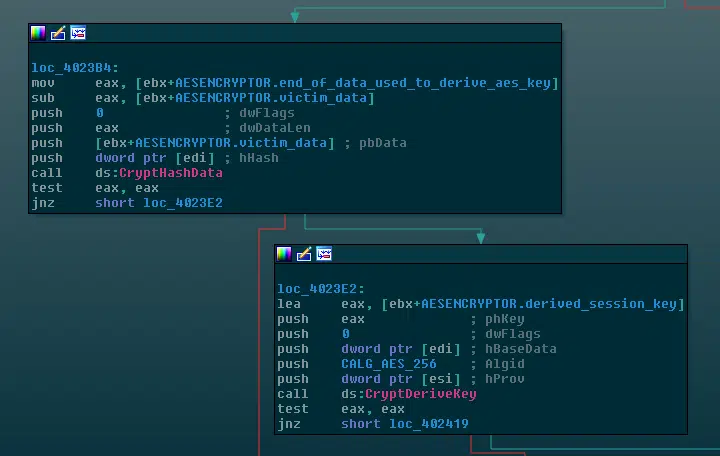 loc_4023B4:
mov eax, [ebx+AESENCRYPTOR.end_of_data_used_to_derive_aes_key]
sub eax, [ebx+AESENCRYPTOR.victim_data]
push 0 ; dwFlags
push eax ; dwDataLen
push [ebx+AESENCRYPTOR.victim_data] ; pbData
push dword ptr [edi] ; hHash
call ds:CryptHashData
test eax, eax
jnz short loc_4023E2
loc_4023E2:
lea eax, [ebx+AESENCRYPTOR.derived_session_key]
push eax ; phKey
push 0 ; dwFlags
push dword ptr [edi] ; hBaseData
push CALG_AES_256 ; Algid
push dword ptr [esi] ; hProv
call ds:CryptDeriveKey
test eax, eax
jnz short loc_402419